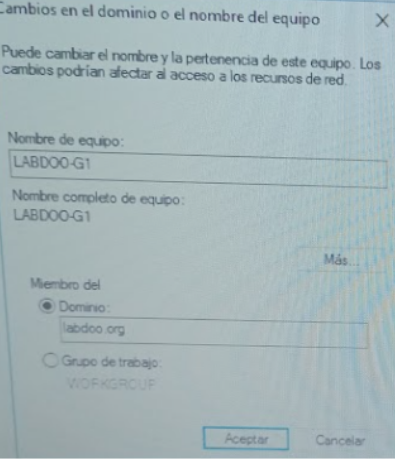 Cambios en el dominio o el nombre del equipo
Puede cambiar el nombre y la pertenencia de este equipo. Los
cambios podrían afectar al acceso a los recursos de red.
Nombre de equipo:
LABDOO-G1
Nombre completo de equipo:
LABDOO-G1
Más...
Miembro del
Dominio:
labdoo.org
Grupo de trabajo:
WORKGROUP
Aceptar
Cancelar